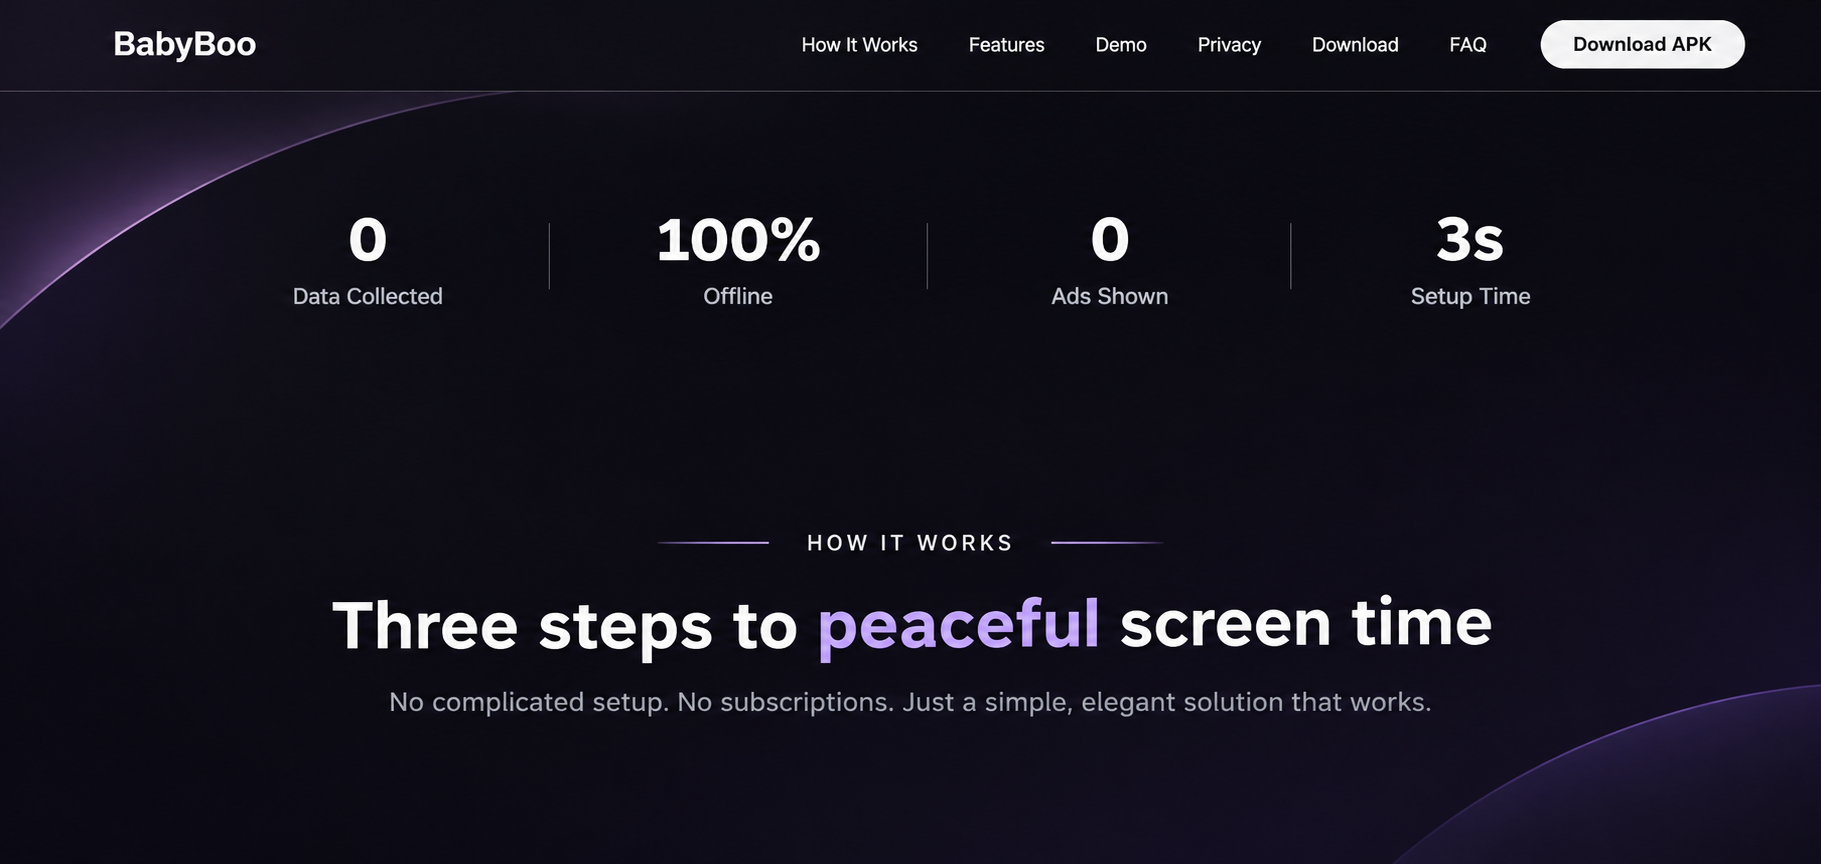 BabyBoo
How It Works
Features
Demo
Privacy
Download
FAQ
Download APK
0
Data Collected
100%
Offline
0
Ads Shown
3s
Setup Time
HOW IT WORKS
Three steps to peaceful screen time
No complicated setup. No subscriptions. Just a simple, elegant solution that works.